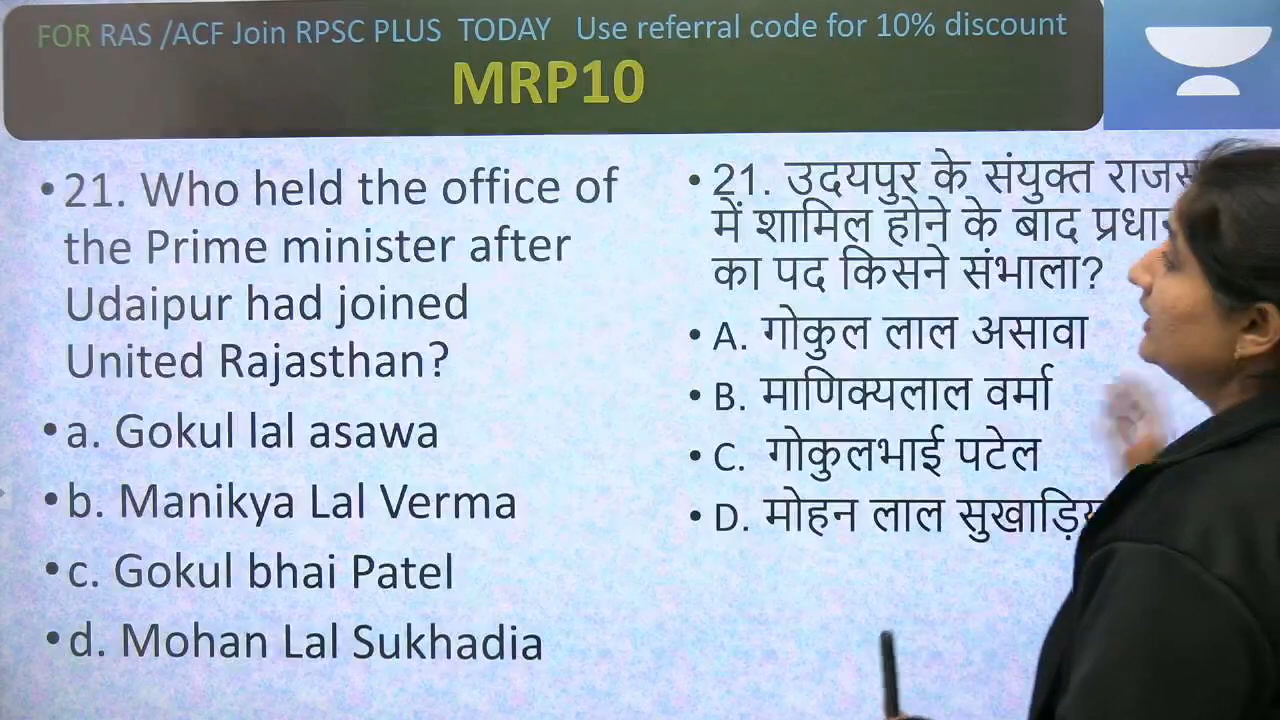 FOR RAS /ACF Join RPSC PLUS TODAY Use referral code for 10% discount
MRP10
•21. Who held the office of
the Prime minister after
Udaipur had joined
United Rajasthan?
•a. Gokul lal asawa
•b. Manikya Lal Verma
•c. Gokul bhai Patel
•d. Mohan Lal Sukhadia
• 21. उदयपुर के संयुक्त
में शामिल होने के बाद
का पद किसने संभाला?
• A. गोकुल लाल असावा
• B. माणिक्यलाल वर्मा
• C. गोकुलभाई पटेल
• D. मोहन लाल